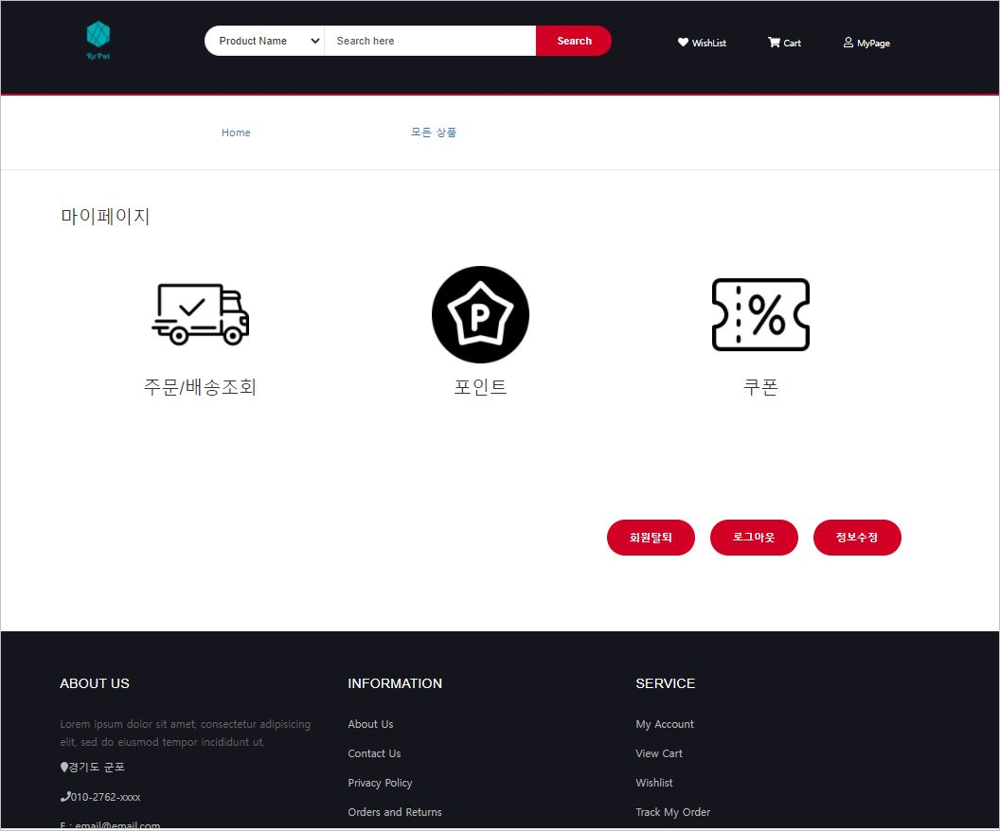 RePut
Product Name
Search here
Search
WishList
Cart
MyPage
Home
모든 상품
마이페이지
P
%
주문/배송조회
포인트
쿠폰
회원탈퇴
로그아웃
정보수정
ABOUT US
INFORMATION
SERVICE
Lorem ipsum dolor sit amet, consectetur adipisicing
elit, sed do eiusmod tempor incididunt ut.
경기도 군포
010-2762-xxxx
E : email@email.com
About Us
Contact Us
Privacy Policy
Orders and Returns
My Account
View Cart
Wishlist
Track My Order